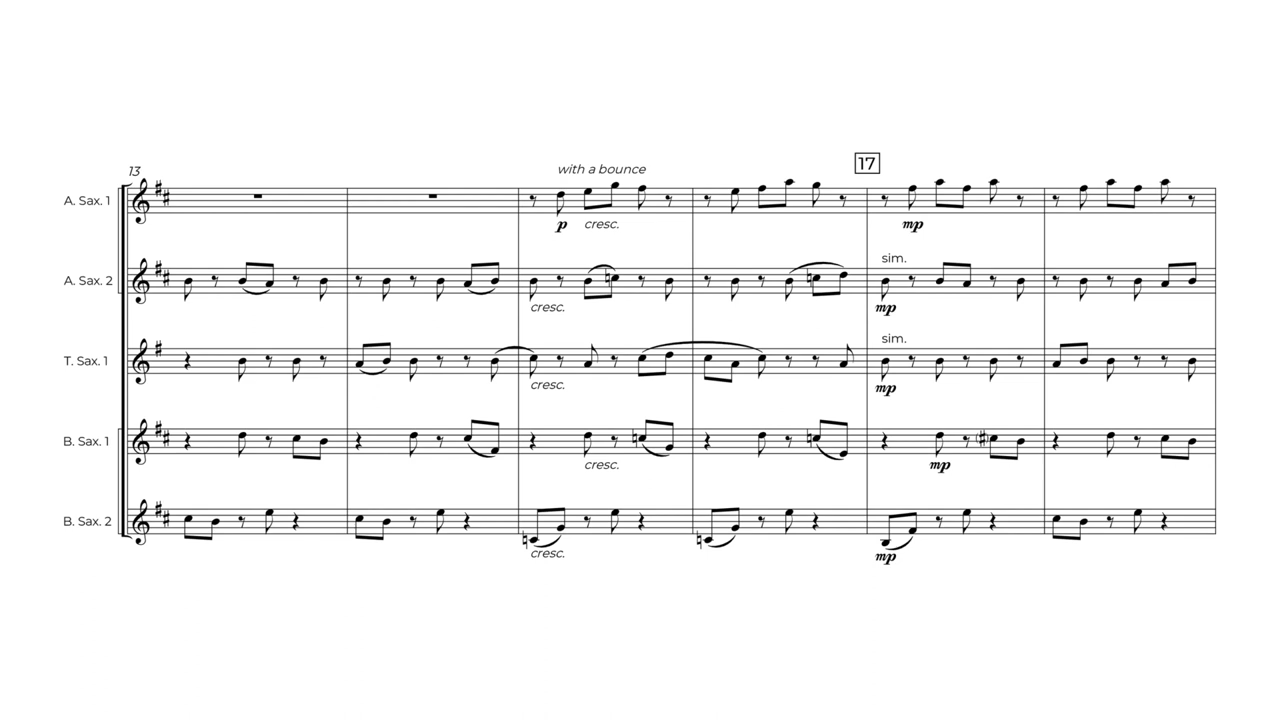 13
with a bounce
17
A. Sax. 1
p cresc. mp
sim.
A. Sax. 2
cresc. mp
sim.
T. Sax. 1
cresc. mp
B. Sax. 1
cresc. mp
B. Sax. 2
cresc. mp